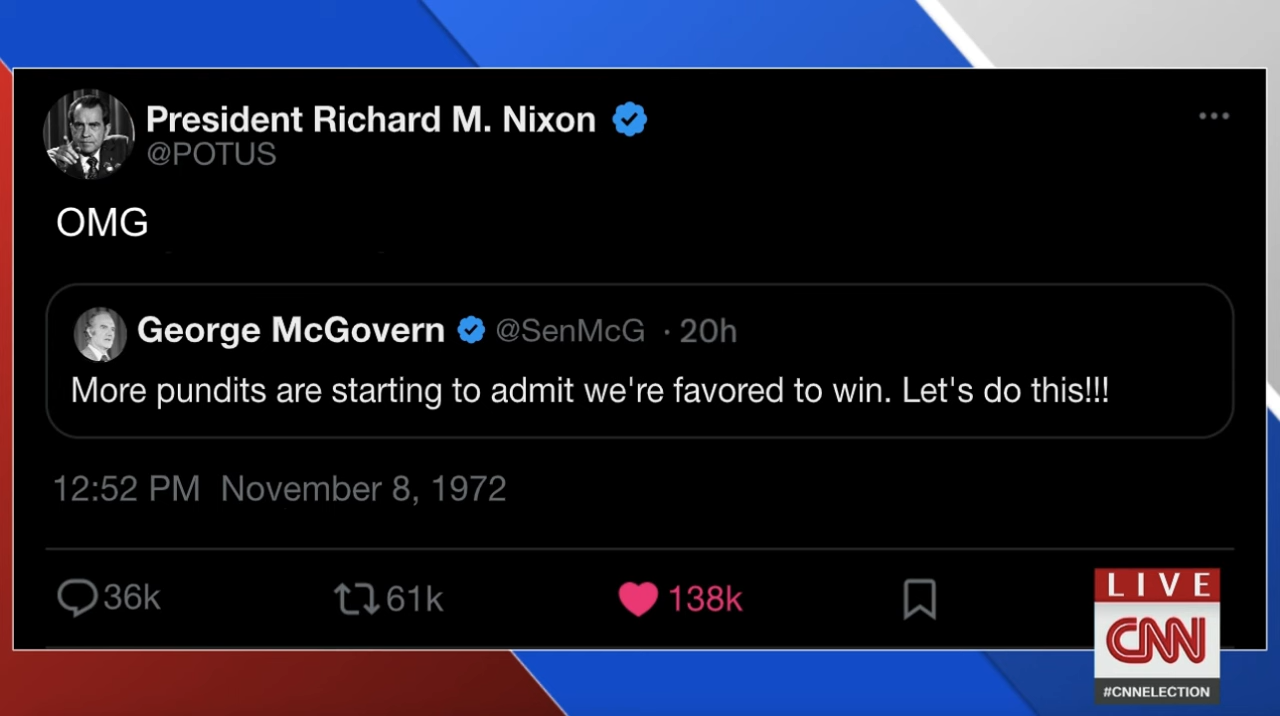 President Richard M. Nixon
@POTUS
OMG
George McGovern @SenMcG · 20h
More pundits are starting to admit we're favored to win. Let's do this!!!
12:52 PM November 8, 1972
36k 61k 138k
LIVE
CNN
#CNNELECTION